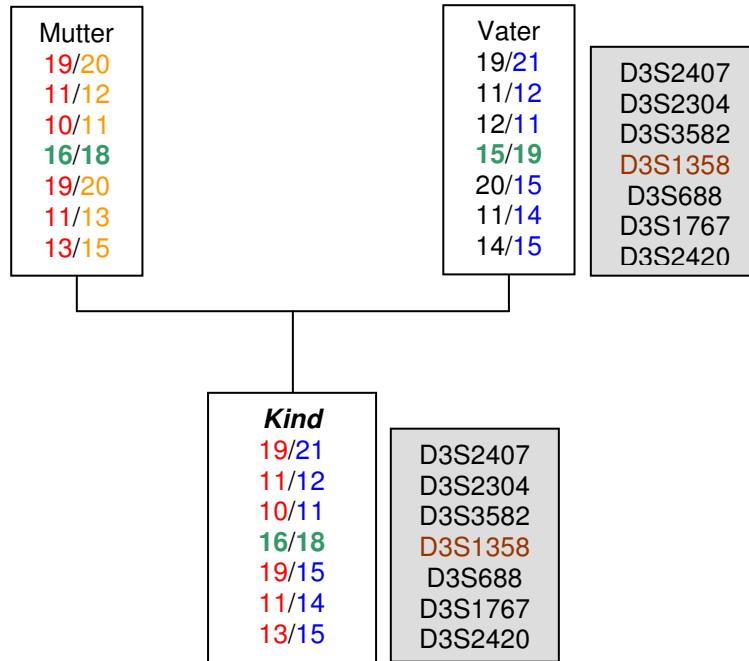 Mutter
19/20
11/12
10/11
16/18
19/20
11/13
13/15
Vater
19/21
11/12
12/11
15/19
20/15
11/14
14/15
D3S2407
D3S2304
D3S3582
D3S1358
D3S688
D3S1767
D3S2420
Kind
19/21
11/12
10/11
16/18
19/15
11/14
13/15
D3S2407
D3S2304
D3S3582
D3S1358
D3S688
D3S1767
D3S2420